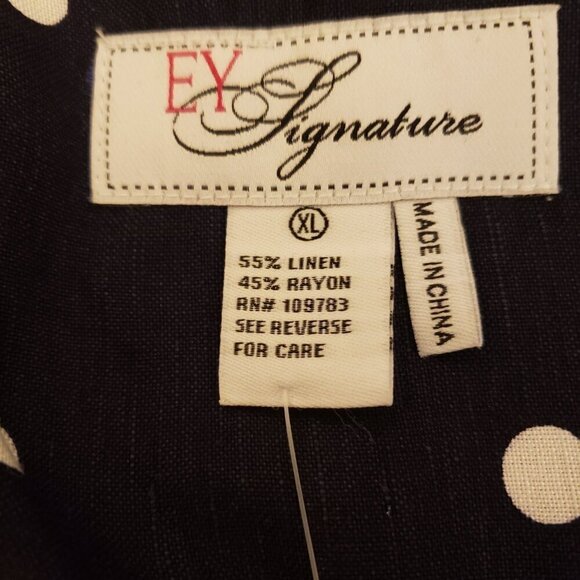 EY Signature
XL
55% LINEN
45% RAYON
RN# 109783
SEE REVERSE
FOR CARE
MADE IN CHINA